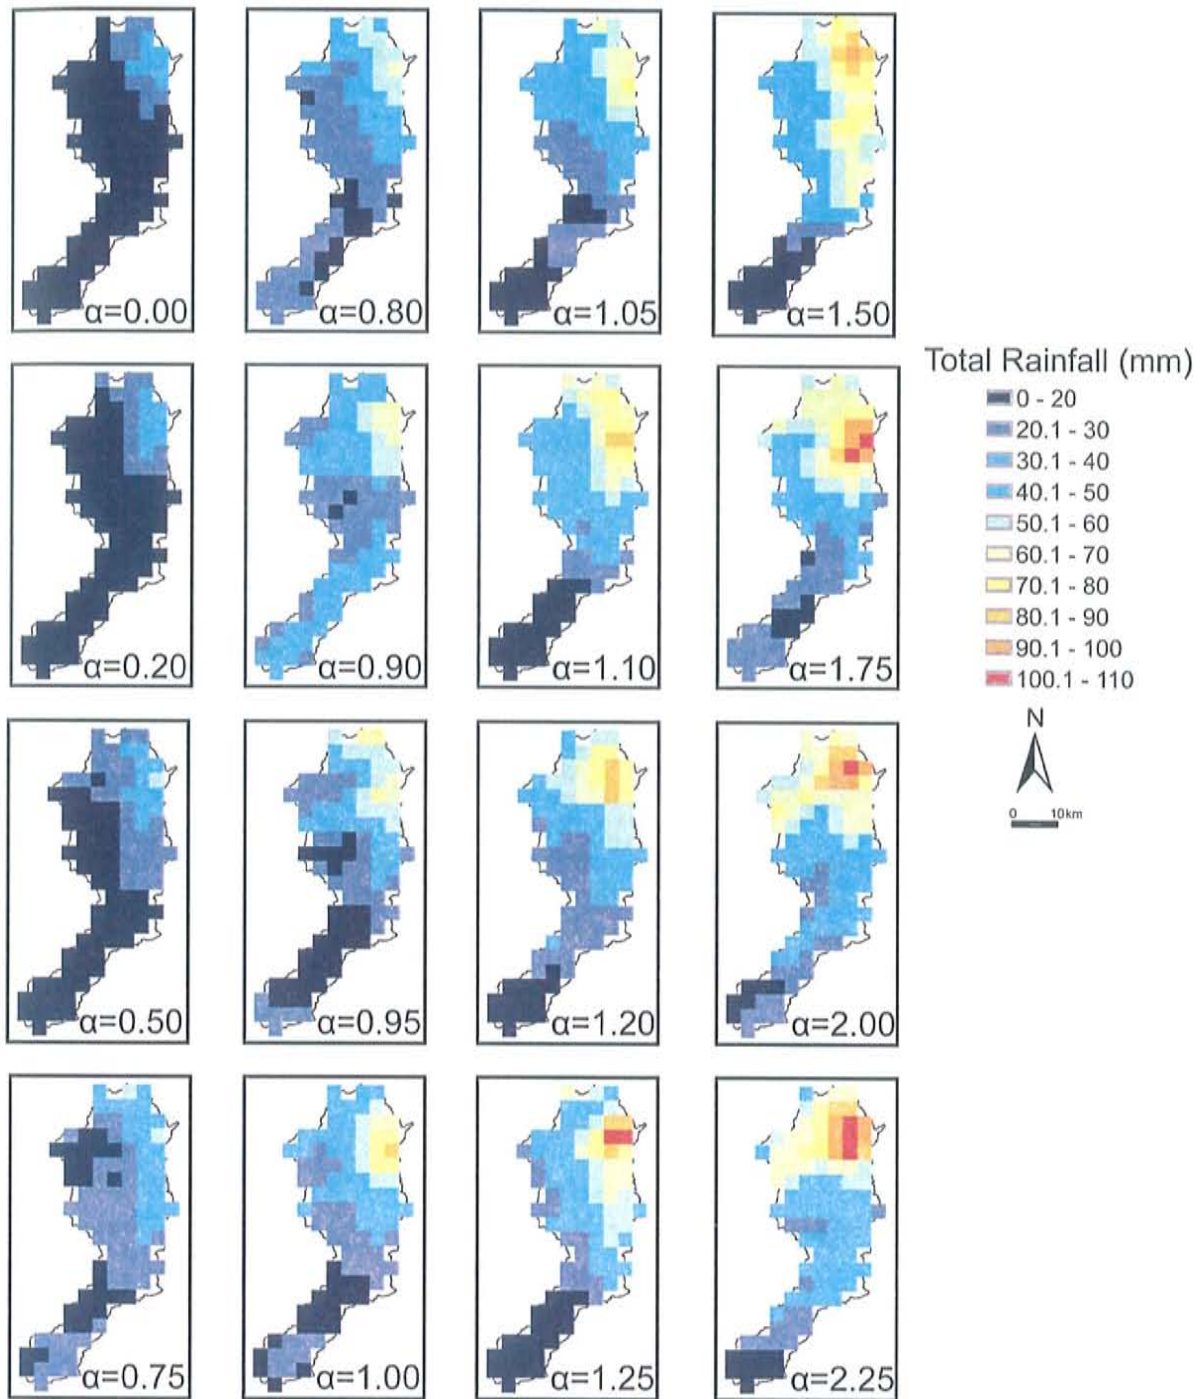 α=0.00
α=0.80
α=1.05
α=1.50
Total Rainfall (mm)
0 - 20
20.1 - 30
30.1 - 40
40.1 - 50
50.1 - 60
60.1 - 70
70.1 - 80
80.1 - 90
90.1 - 100
100.1 - 110
N
0 10km
α=0.20
α=0.90
α=1.10
α=1.75
α=0.50
α=0.95
α=1.20
α=2.00
α=0.75
α=1.00
α=1.25
α=2.25